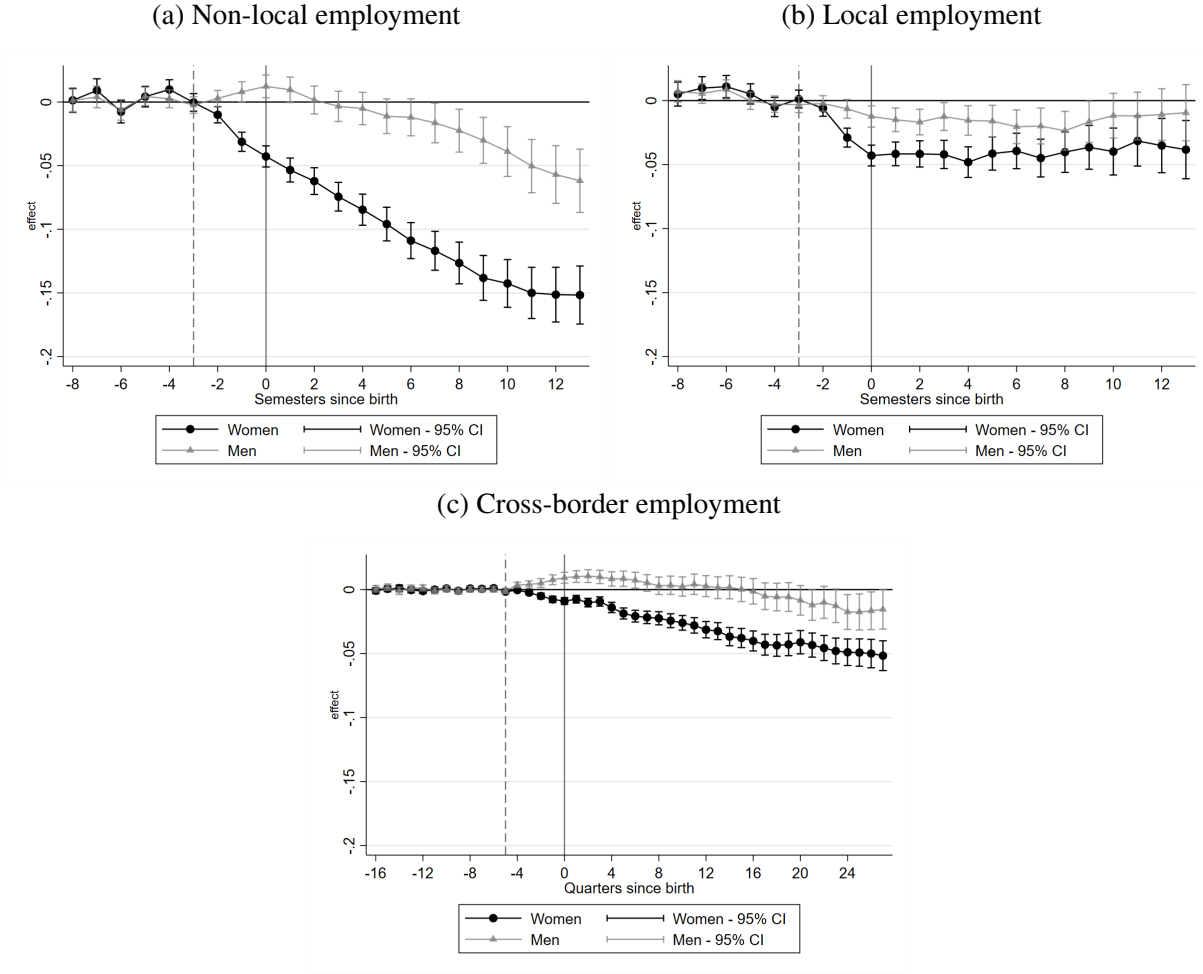 (a) Non-local employment
effect
0
-.05
-.1
-.15
-.2
-8 -6 -4 -2 0 2 4 6 8 10 12
Semesters since birth
Women Women - 95% CI
Men Men - 95% CI
(b) Local employment
effect
0
-.05
-.1
-.15
-.2
-8 -6 -4 -2 0 2 4 6 8 10 12
Semesters since birth
Women Women - 95% CI
Men Men - 95% CI
(c) Cross-border employment
effect
0
-.05
-.1
-.15
-.2
-16 -12 -8 -4 0 4 8 12 16 20 24
Quarters since birth
Women Women - 95% CI
Men Men - 95% CI